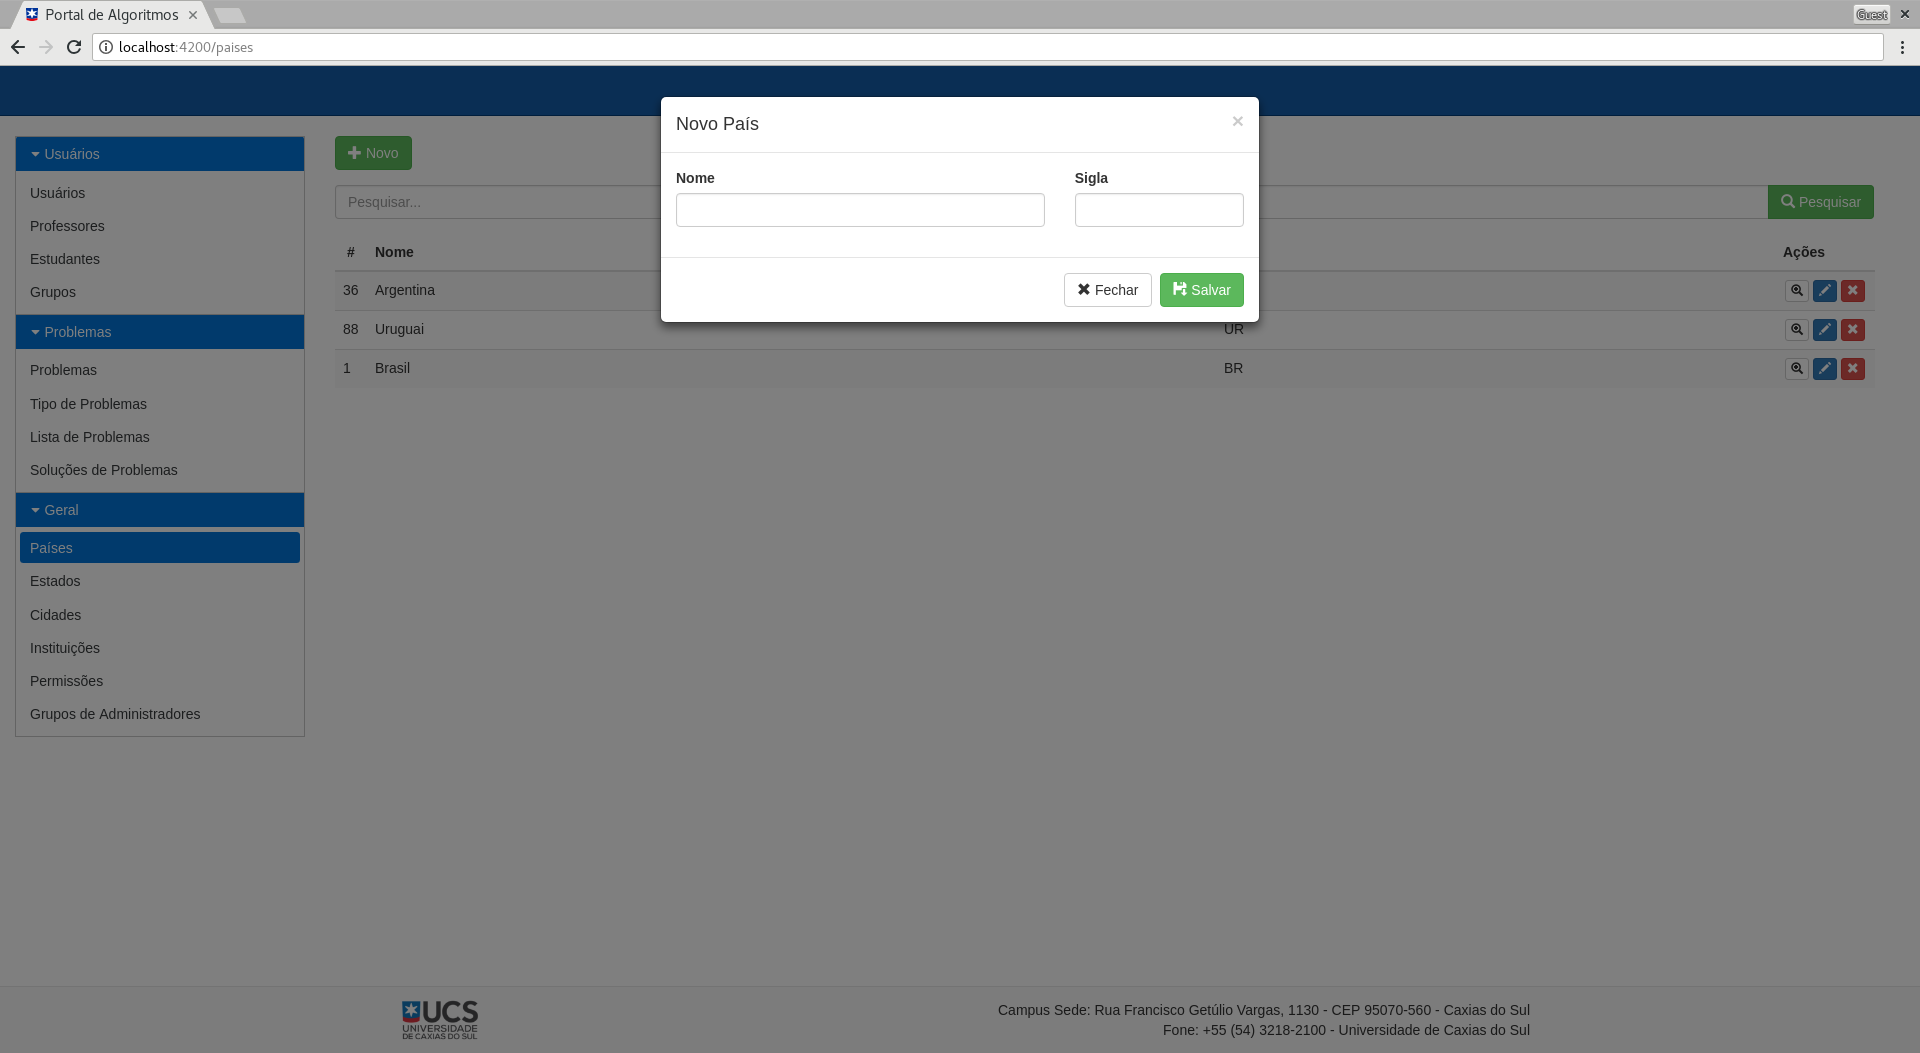 Portal de Algoritmos
Guest
localhost:4200/paises
Novo País
×
Nome
Sigla
Fechar
Salvar
Usuários
Usuários
Professores
Estudantes
Grupos
Problemas
Problemas
Tipo de Problemas
Lista de Problemas
Soluções de Problemas
Geral
Países
Estados
Cidades
Instituições
Permissões
Grupos de Administradores
Novo
Pesquisar...
Pesquisar
# Nome Ações
36 Argentina
88 Uruguai UR
1 Brasil BR
UCS
UNIVERSIDADE
DE CAXIAS DO SUL
Campus Sede: Rua Francisco Getúlio Vargas, 1130 - CEP 95070-560 - Caxias do Sul
Fone: +55 (54) 3218-2100 - Universidade de Caxias do Sul